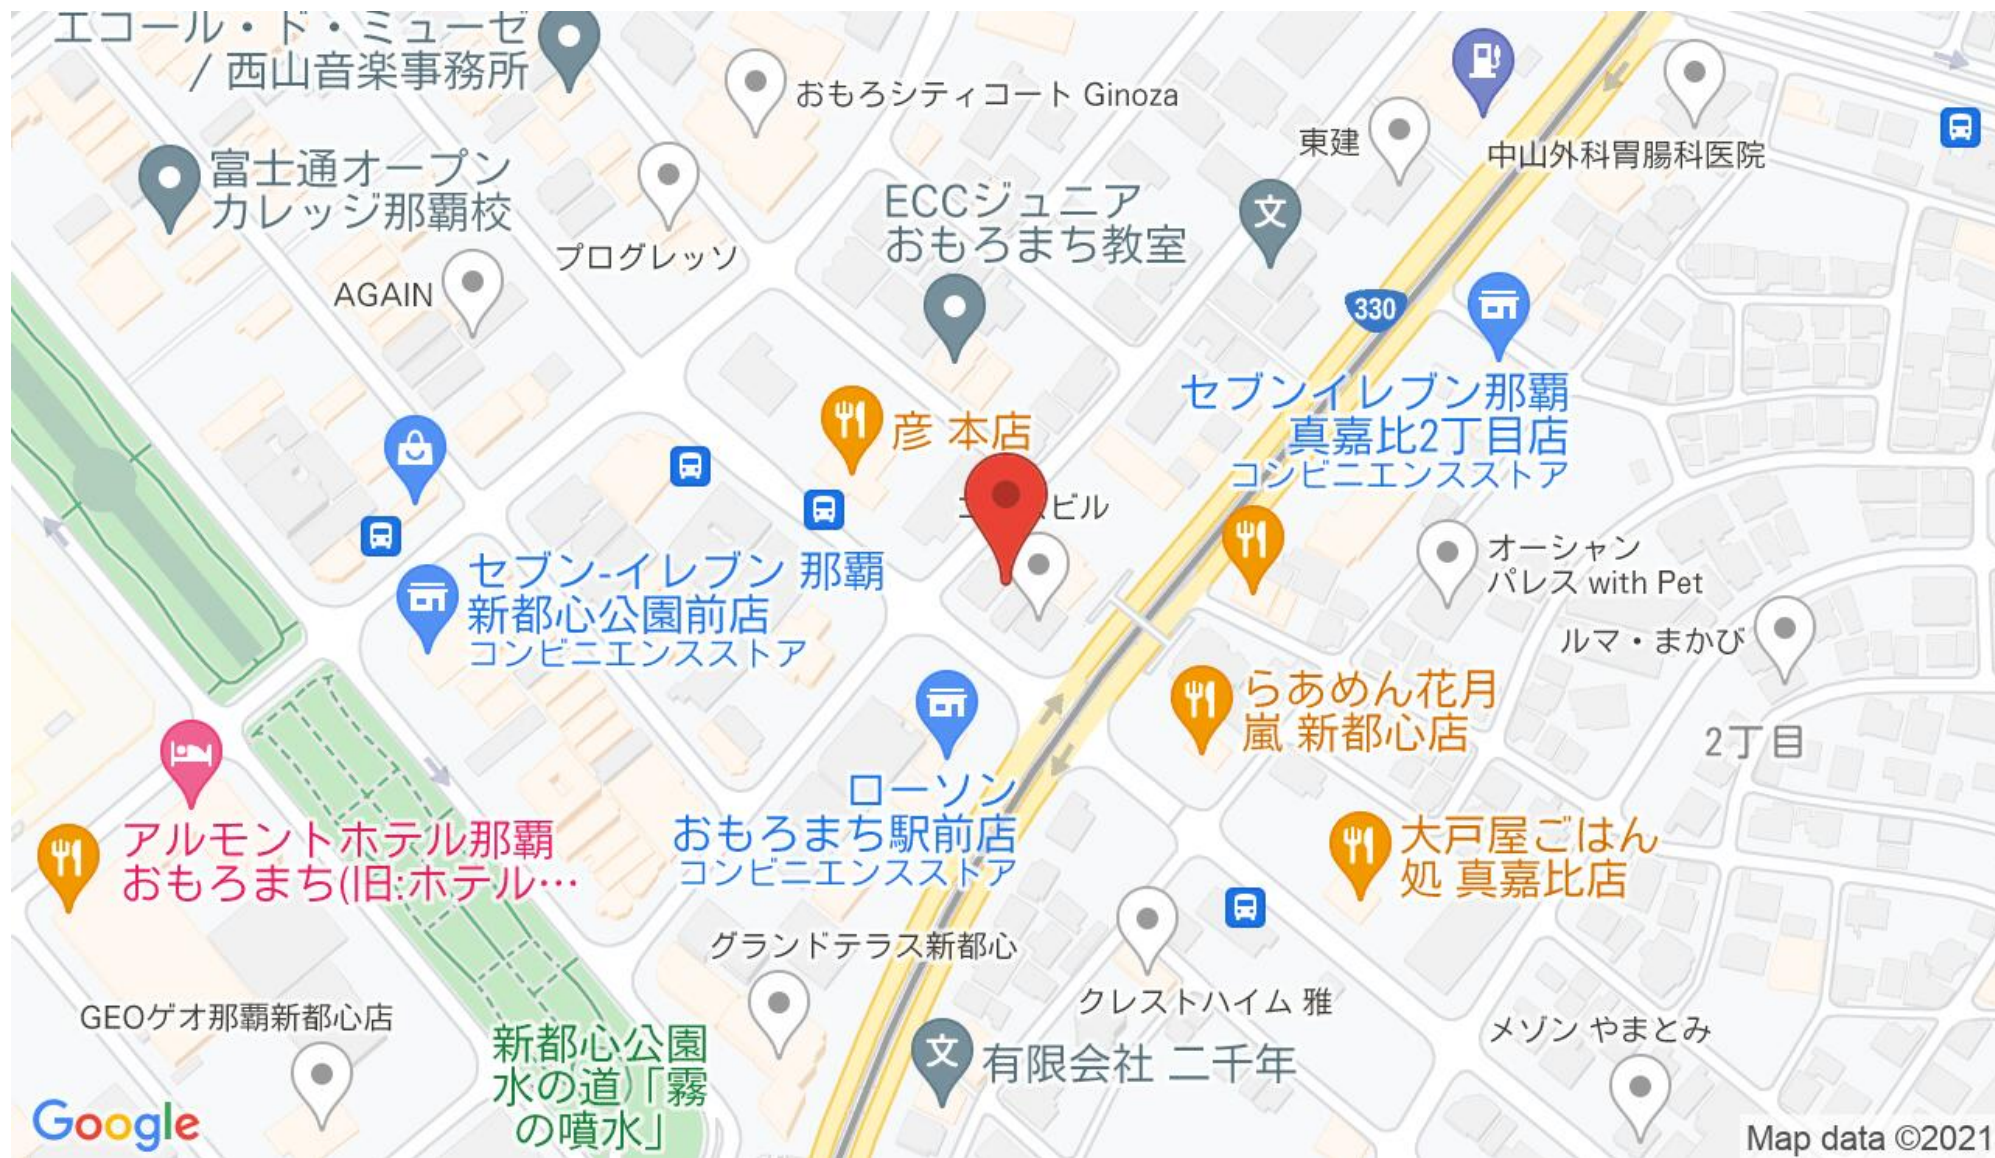 エコール・ド・ミューゼ
/ 西山音楽事務所
おもろシティコート Ginoza
東建
中山外科胃腸科医院
富士通オープン
カレッジ那覇校
プログレッソ
ECCジュニア
おもろまち教室
AGAIN
330
セブンイレブン那覇
真嘉比2丁目店
コンビニエンスストア
彦 本店
ビル
セブン-イレブン 那覇
新都心公園前店
コンビニエンスストア
オーシャン
パレス with Pet
ルマ・まかび
らあめん花月
嵐 新都心店
2丁目
ローソン
おもろまち駅前店
コンビニエンスストア
アルモントホテル那覇
おもろまち(旧:ホテル…
大戸屋ごはん
処 真嘉比店
グランドテラス新都心
クレストハイム 雅
GEOゲオ那覇新都心店
新都心公園
水の道)「霧
の噴水」
文
文
有限会社 二千年
メゾン やまとみ
Google
Map data ©2021